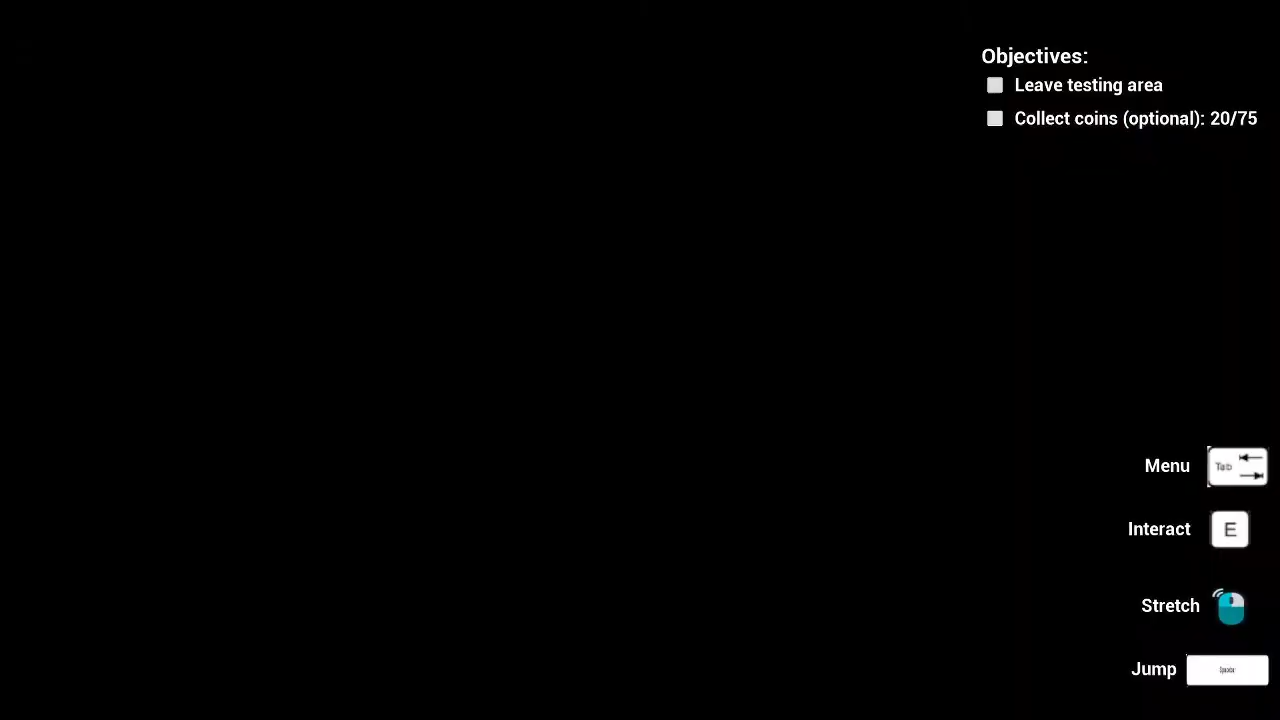 Objectives:
Leave testing area
Collect coins (optional): 20/75
Menu Tab
Interact E
Stretch
Jump